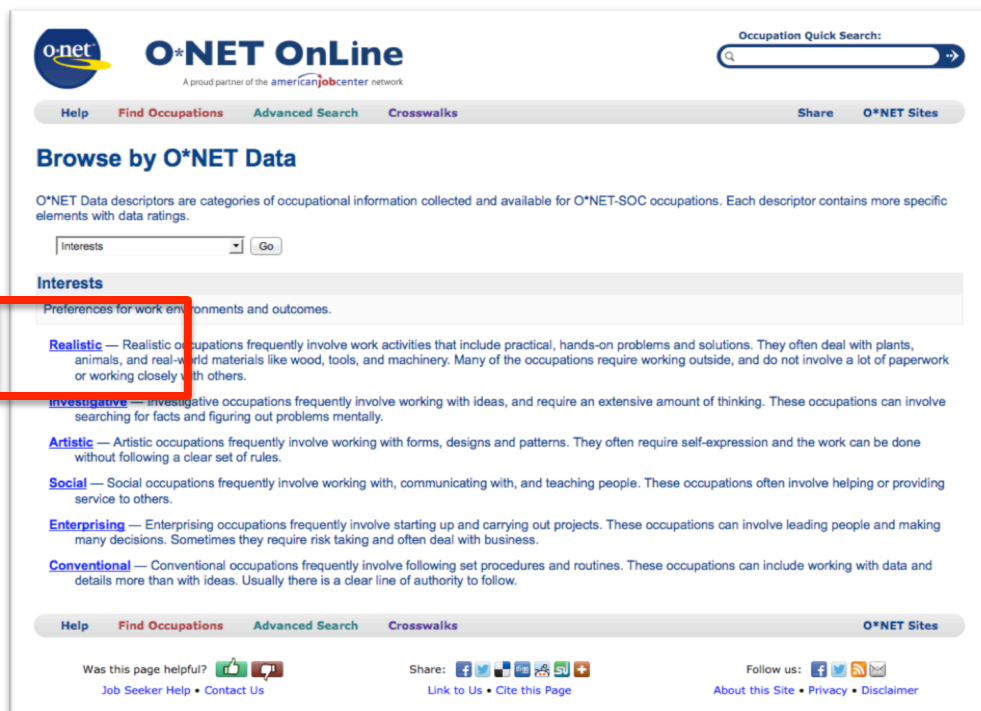 o·net
O*NET OnLine
A proud partner of the americanjobcenter network
Occupation Quick Search:
Help Find Occupations Advanced Search Crosswalks Share O*NET Sites
Browse by O*NET Data
O*NET Data descriptors are categories of occupational information collected and available for O*NET-SOC occupations. Each descriptor contains more specific
elements with data ratings.
Interests Go
Interests
Preferences for work environments and outcomes.
Realistic — Realistic occupations frequently involve work activities that include practical, hands-on problems and solutions. They often deal with plants,
animals, and real-world materials like wood, tools, and machinery. Many of the occupations require working outside, and do not involve a lot of paperwork
or working closely with others.
Investigative — Investigative occupations frequently involve working with ideas, and require an extensive amount of thinking. These occupations can involve
searching for facts and figuring out problems mentally.
Artistic — Artistic occupations frequently involve working with forms, designs and patterns. They often require self-expression and the work can be done
without following a clear set of rules.
Social — Social occupations frequently involve working with, communicating with, and teaching people. These occupations often involve helping or providing
service to others.
Enterprising — Enterprising occupations frequently involve starting up and carrying out projects. These occupations can involve leading people and making
many decisions. Sometimes they require risk taking and often deal with business.
Conventional — Conventional occupations frequently involve following set procedures and routines. These occupations can include working with data and
details more than with ideas. Usually there is a clear line of authority to follow.
Help Find Occupations Advanced Search Crosswalks O*NET Sites
Was this page helpful? Share: Follow us:
Job Seeker Help • Contact Us Link to Us • Cite this Page About this Site • Privacy • Disclaimer